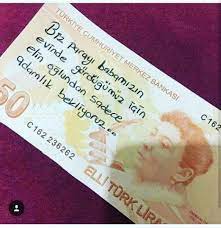 TÜRKİYE CUMHURİYET MERKEZ BANKASI
Biz parayı babamızın
evinde gördüğümüz için
elin oğlundan sadece
adamlık bekliyoruz...
50
C162 236262
C162
ELLİ TÜRK LİRASI